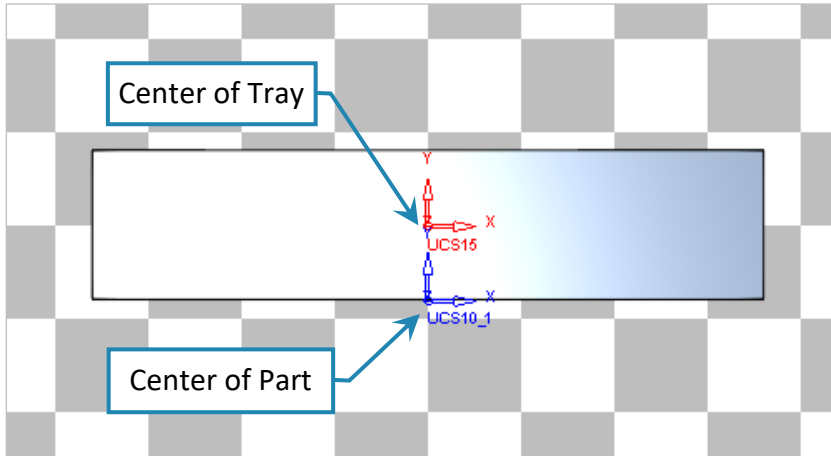 Center of Tray
Y
X
UCS15
X
UCS10_1
Center of Part